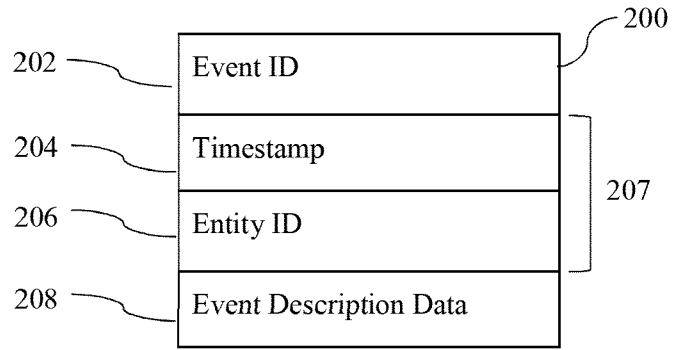 200
202 Event ID
204 Timestamp
207
206 Entity ID
208 Event Description Data